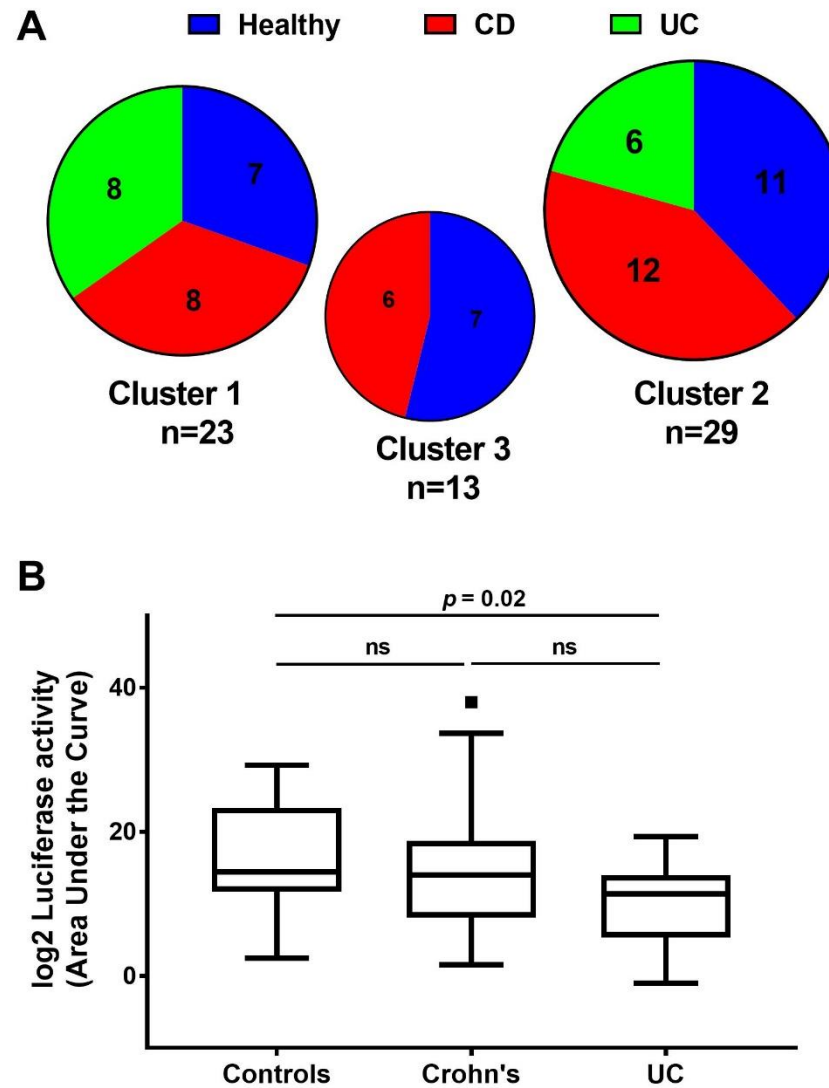 A
Healthy CD UC
8 7 8
Cluster 1
n=23
6 7
Cluster 3
n=13
6 11 12
Cluster 2
n=29
B
p = 0.02
ns ns
log2 Luciferase activity
(Area Under the Curve)
40
20
0
Controls Crohn's UC